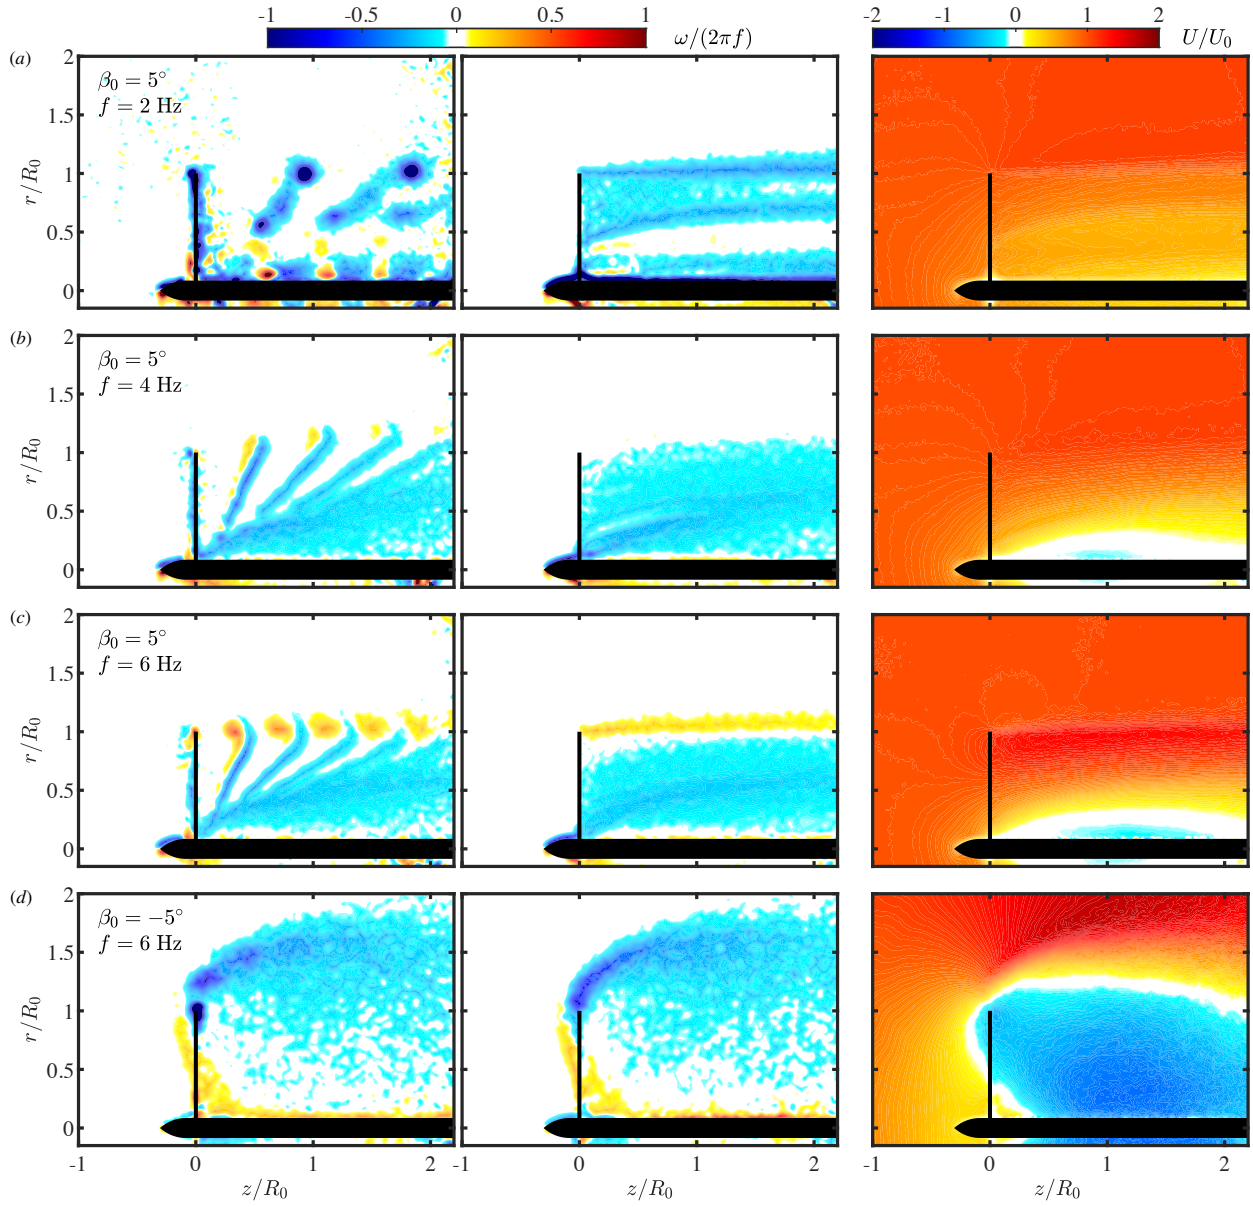 -1 -0.5 0 0.5 1 ω/(2πf) -2 -1 0 1 2 U/U₀
(a) 2 1.5 1 0.5 0 r/R₀
β₀ = 5°
f = 2 Hz
(b) 2 1.5 1 0.5 0 r/R₀
β₀ = 5°
f = 4 Hz
(c) 2 1.5 1 0.5 0 r/R₀
β₀ = 5°
f = 6 Hz
(d) 2 1.5 1 0.5 0 r/R₀
β₀ = −5°
f = 6 Hz
-1 0 1 2 -1 0 1 2 -1 0 1 2
z/R₀ z/R₀ z/R₀